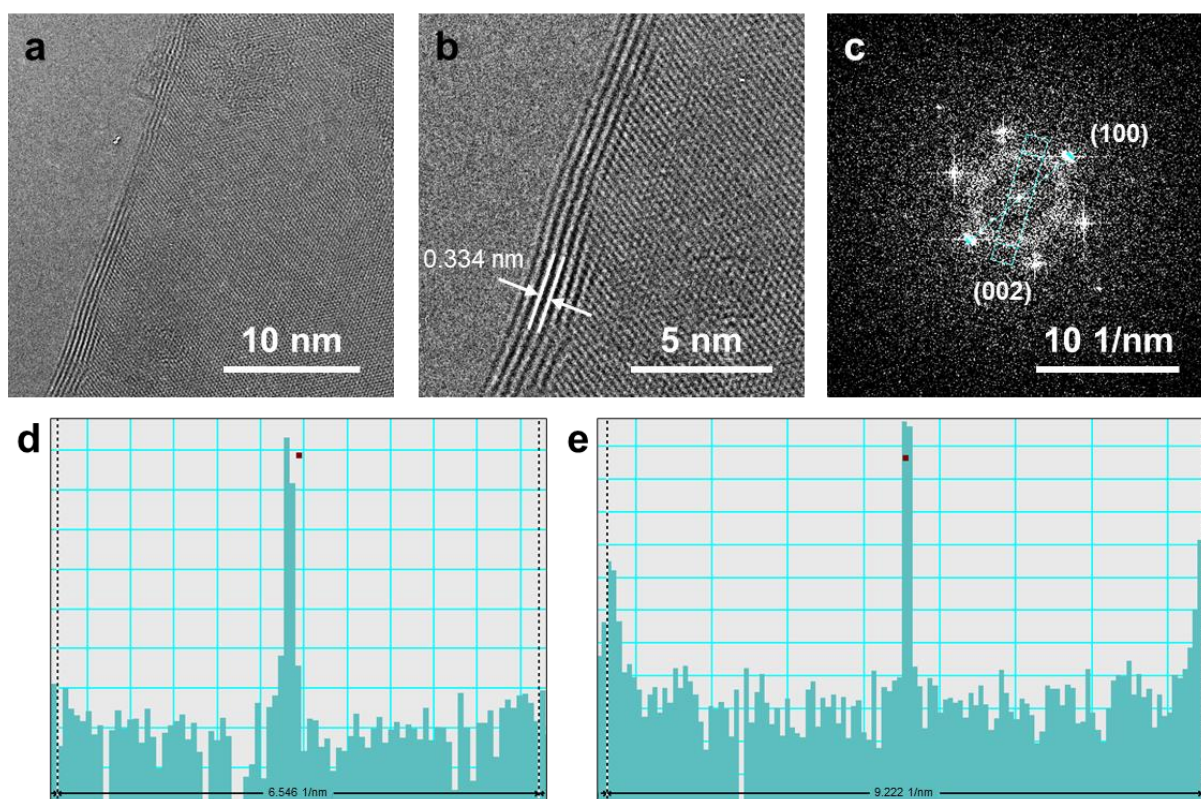 a
b
c
(100)
0.334 nm
(002)
10 nm
5 nm
10 1/nm
d
e
6.546 1/nm
9.222 1/nm